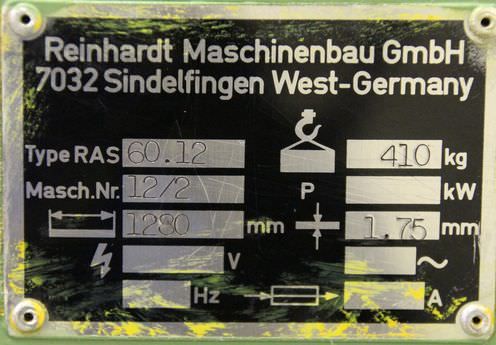 Reinhardt Maschinenbau GmbH
7032 Sindelfingen West-Germany
Type RAS 60.12 410 kg
Masch.Nr. 12/2 P kW
1280 mm 1.75 mm
V ~
Hz A